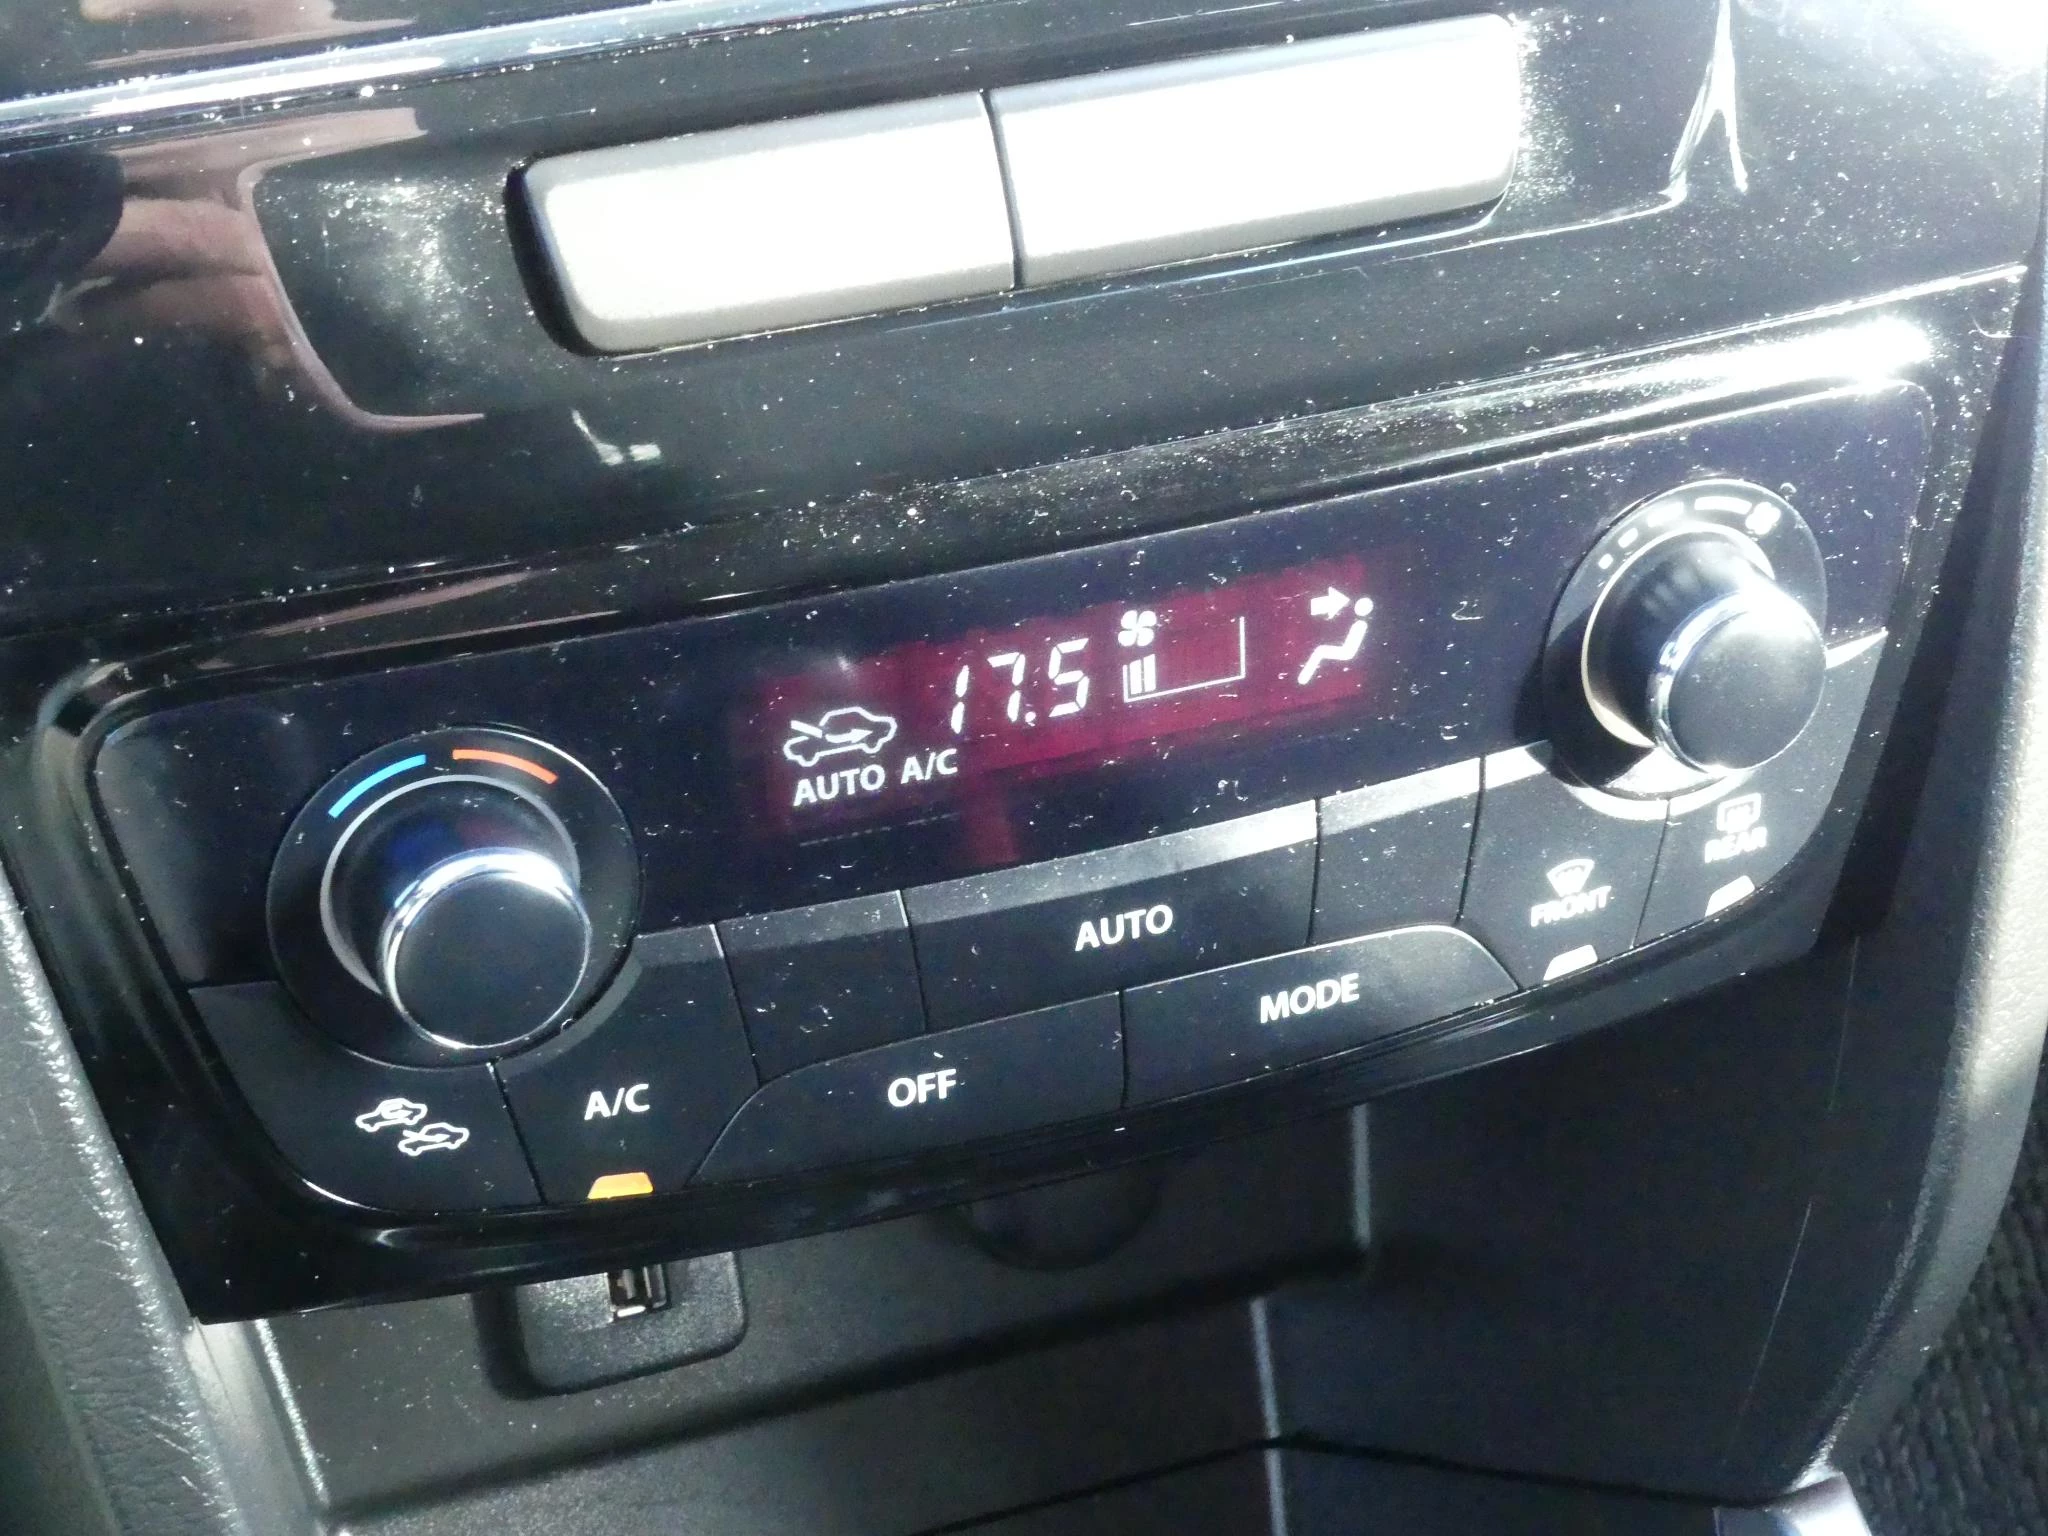 17.5
AUTO A/C
REAR
FRONT
AUTO
MODE
OFF
A/C